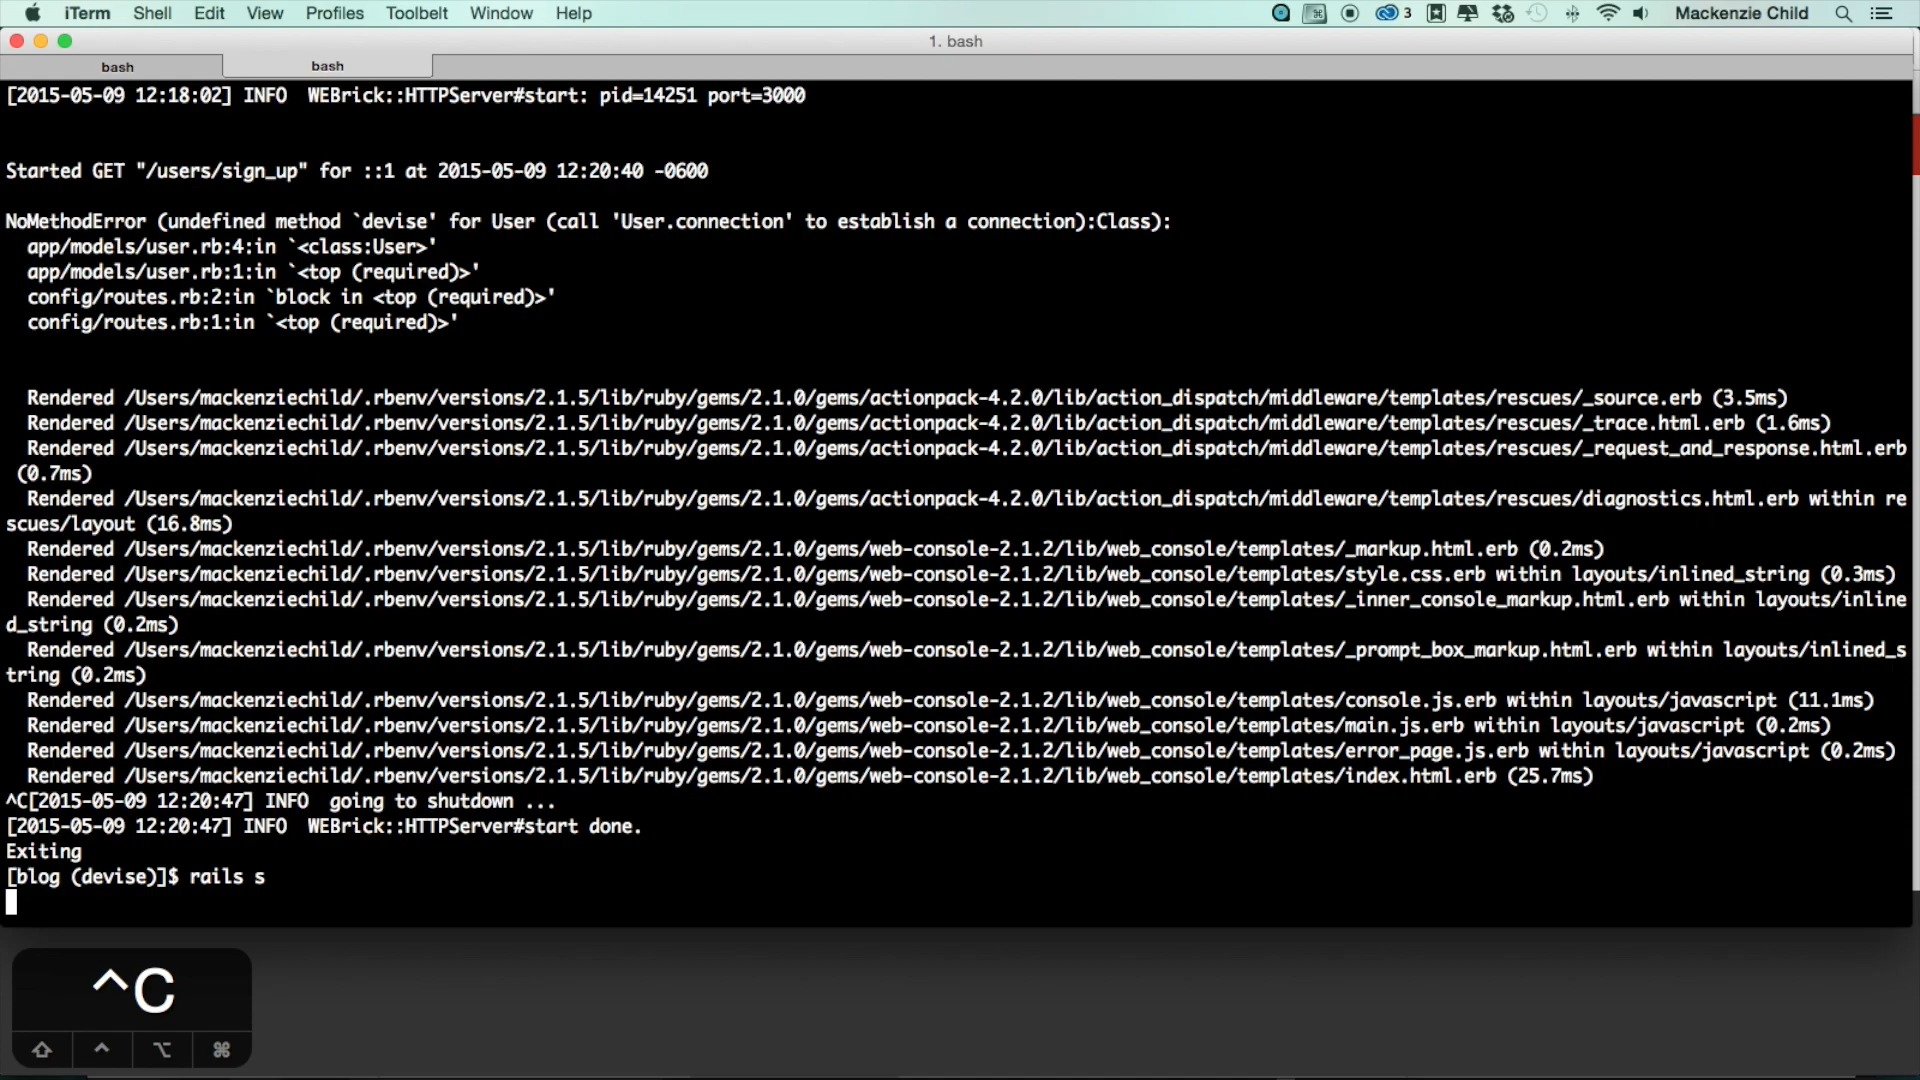 iTerm Shell Edit View Profiles Toolbelt Window Help 3 Mackenzie Child
1. bash
bash bash
[2015-05-09 12:18:02] INFO  WEBrick::HTTPServer#start: pid=14251 port=3000
Started GET "/users/sign_up" for ::1 at 2015-05-09 12:20:40 -0600
NoMethodError (undefined method `devise' for User (call 'User.connection' to establish a connection):Class):
  app/models/user.rb:4:in `<class:User>'
  app/models/user.rb:1:in `<top (required)>'
  config/routes.rb:2:in `block in <top (required)>'
  config/routes.rb:1:in `<top (required)>'
  Rendered /Users/mackenziechild/.rbenv/versions/2.1.5/lib/ruby/gems/2.1.0/gems/actionpack-4.2.0/lib/action_dispatch/middleware/templates/rescues/_source.erb (3.5ms)
  Rendered /Users/mackenziechild/.rbenv/versions/2.1.5/lib/ruby/gems/2.1.0/gems/actionpack-4.2.0/lib/action_dispatch/middleware/templates/rescues/_trace.html.erb (1.6ms)
  Rendered /Users/mackenziechild/.rbenv/versions/2.1.5/lib/ruby/gems/2.1.0/gems/actionpack-4.2.0/lib/action_dispatch/middleware/templates/rescues/_request_and_response.html.erb
 (0.7ms)
  Rendered /Users/mackenziechild/.rbenv/versions/2.1.5/lib/ruby/gems/2.1.0/gems/actionpack-4.2.0/lib/action_dispatch/middleware/templates/rescues/diagnostics.html.erb within re
scues/layout (16.8ms)
  Rendered /Users/mackenziechild/.rbenv/versions/2.1.5/lib/ruby/gems/2.1.0/gems/web-console-2.1.2/lib/web_console/templates/_markup.html.erb (0.2ms)
  Rendered /Users/mackenziechild/.rbenv/versions/2.1.5/lib/ruby/gems/2.1.0/gems/web-console-2.1.2/lib/web_console/templates/style.css.erb within layouts/inlined_string (0.3ms)
  Rendered /Users/mackenziechild/.rbenv/versions/2.1.5/lib/ruby/gems/2.1.0/gems/web-console-2.1.2/lib/web_console/templates/_inner_console_markup.html.erb within layouts/inline
d_string (0.2ms)
  Rendered /Users/mackenziechild/.rbenv/versions/2.1.5/lib/ruby/gems/2.1.0/gems/web-console-2.1.2/lib/web_console/templates/_prompt_box_markup.html.erb within layouts/inlined_s
tring (0.2ms)
  Rendered /Users/mackenziechild/.rbenv/versions/2.1.5/lib/ruby/gems/2.1.0/gems/web-console-2.1.2/lib/web_console/templates/console.js.erb within layouts/javascript (11.1ms)
  Rendered /Users/mackenziechild/.rbenv/versions/2.1.5/lib/ruby/gems/2.1.0/gems/web-console-2.1.2/lib/web_console/templates/main.js.erb within layouts/javascript (0.2ms)
  Rendered /Users/mackenziechild/.rbenv/versions/2.1.5/lib/ruby/gems/2.1.0/gems/web-console-2.1.2/lib/web_console/templates/error_page.js.erb within layouts/javascript (0.2ms)
  Rendered /Users/mackenziechild/.rbenv/versions/2.1.5/lib/ruby/gems/2.1.0/gems/web-console-2.1.2/lib/web_console/templates/index.html.erb (25.7ms)
^C[2015-05-09 12:20:47] INFO  going to shutdown ...
[2015-05-09 12:20:47] INFO  WEBrick::HTTPServer#start done.
Exiting
[blog (devise)]$ rails s
^C